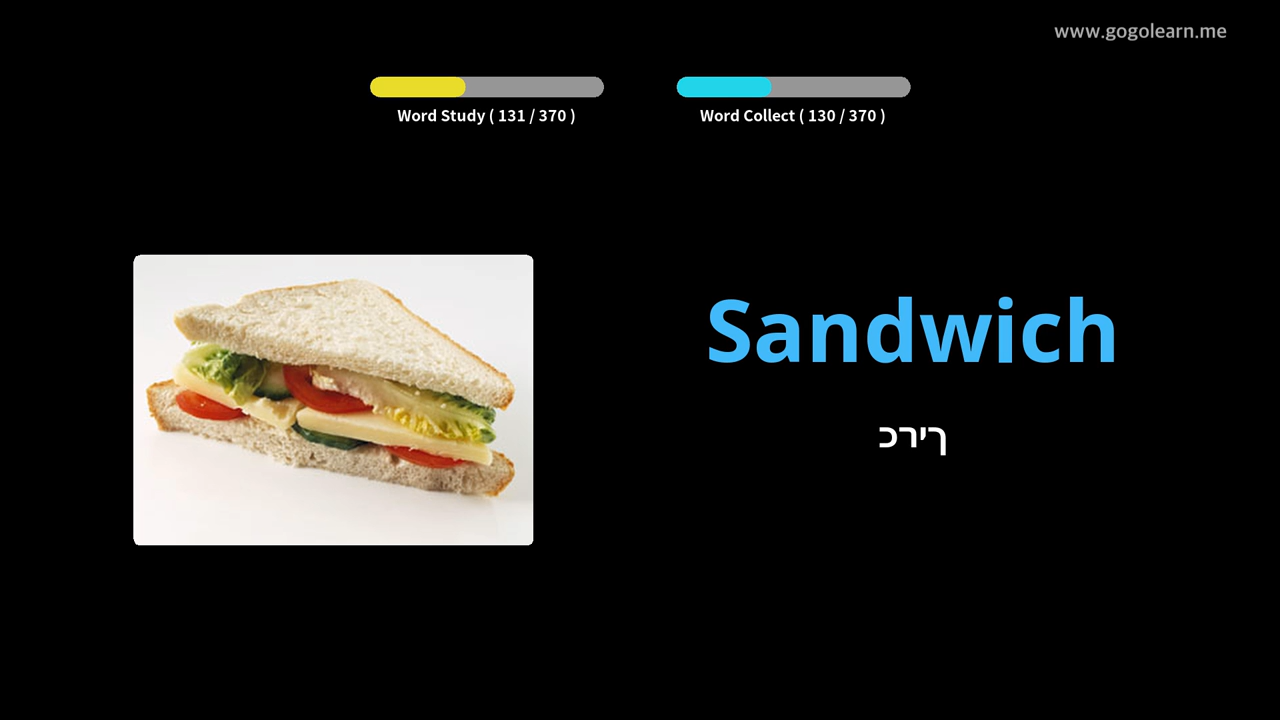 www.gogolearn.me
Word Study ( 131 / 370 )
Word Collect ( 130 / 370 )
Sandwich
ךירכ